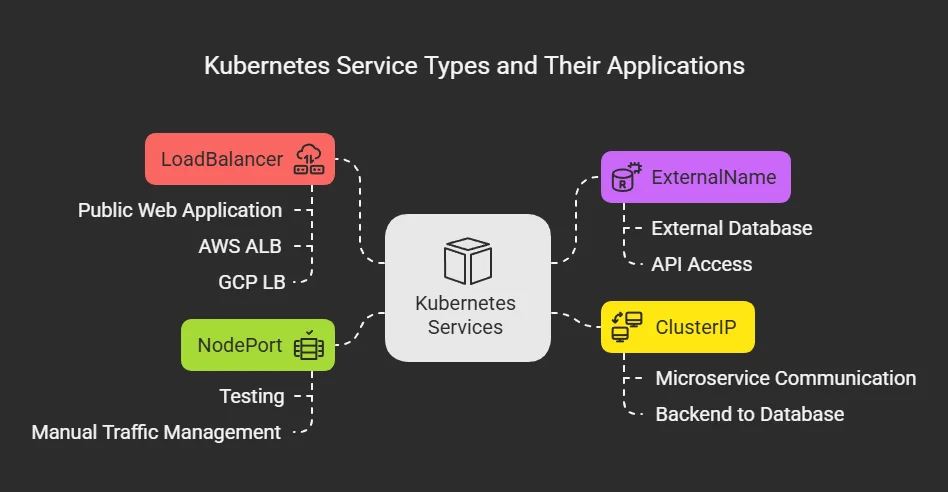 Kubernetes Service Types and Their Applications
LoadBalancer
Public Web Application
AWS ALB
GCP LB
NodePort
Testing
Manual Traffic Management
Kubernetes
Services
R
ExternalName
External Database
API Access
ClusterIP
Microservice Communication
Backend to Database